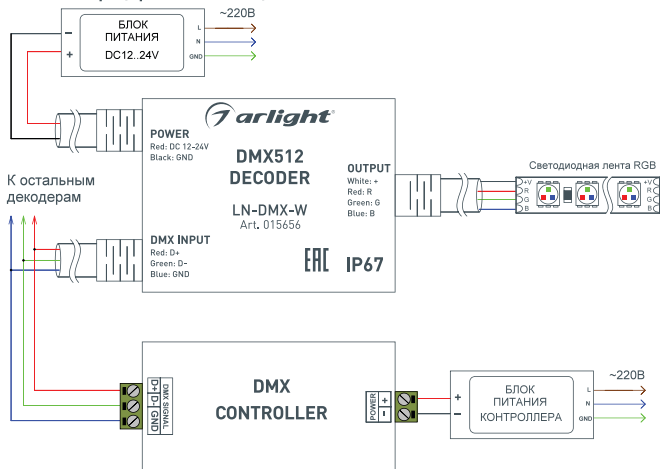 ~220В
БЛОК
ПИТАНИЯ
DC12..24V
−
+
L
N
GND
arlight
POWER
Red: DC 12-24V
Black: GND
DMX512
DECODER
LN-DMX-W
Art. 015656
OUTPUT
White: +
Red: R
Green: G
Blue: B
Светодиодная лента RGB
+V
R
G
B
+V
R
G
B
К остальным
декодерам
DMX INPUT
Red: D+
Green: D-
Blue: GND
EAC
IP67
DMX SIGNAL
D+
D-
GND
DMX
CONTROLLER
POWER
+
−
+
−
БЛОК
ПИТАНИЯ
КОНТРОЛЛЕРА
~220В
L
N
GND